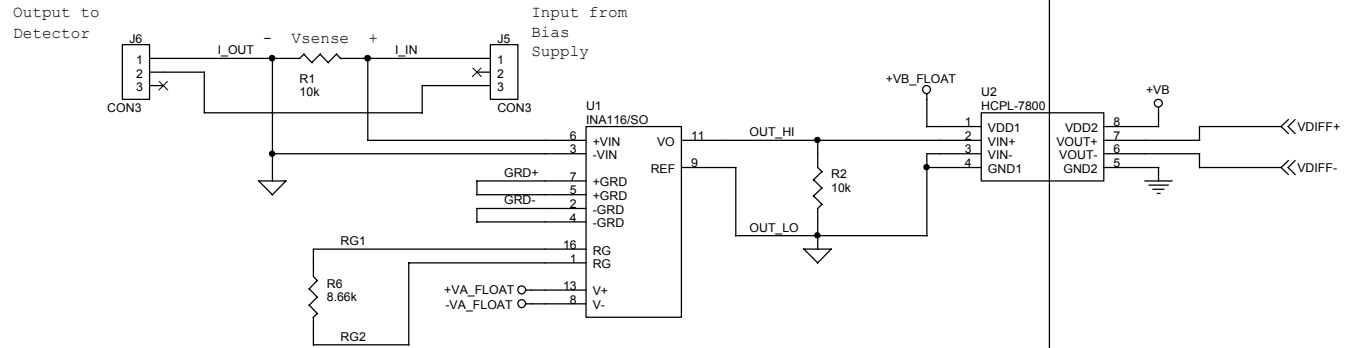 Output to
Detector
Input from
Bias
Supply
J6
1
2
3
CON3
I_OUT
- Vsense +
R1
10k
I_IN
J5
1
2
3
CON3
U1
INA116/SO
6 +VIN
3 -VIN
7 +GRD
5 +GRD
2 -GRD
4 -GRD
16 RG
1 RG
13 V+
8 V-
VO 11
REF 9
GRD+
GRD-
RG1
R6
8.66k
RG2
+VA_FLOAT
-VA_FLOAT
OUT_HI
R2
10k
OUT_LO
+VB_FLOAT
U2
HCPL-7800
1 VDD1
2 VIN+
3 VIN-
4 GND1
VDD2 8
VOUT+ 7
VOUT- 6
GND2 5
+VB
VDIFF+
VDIFF-